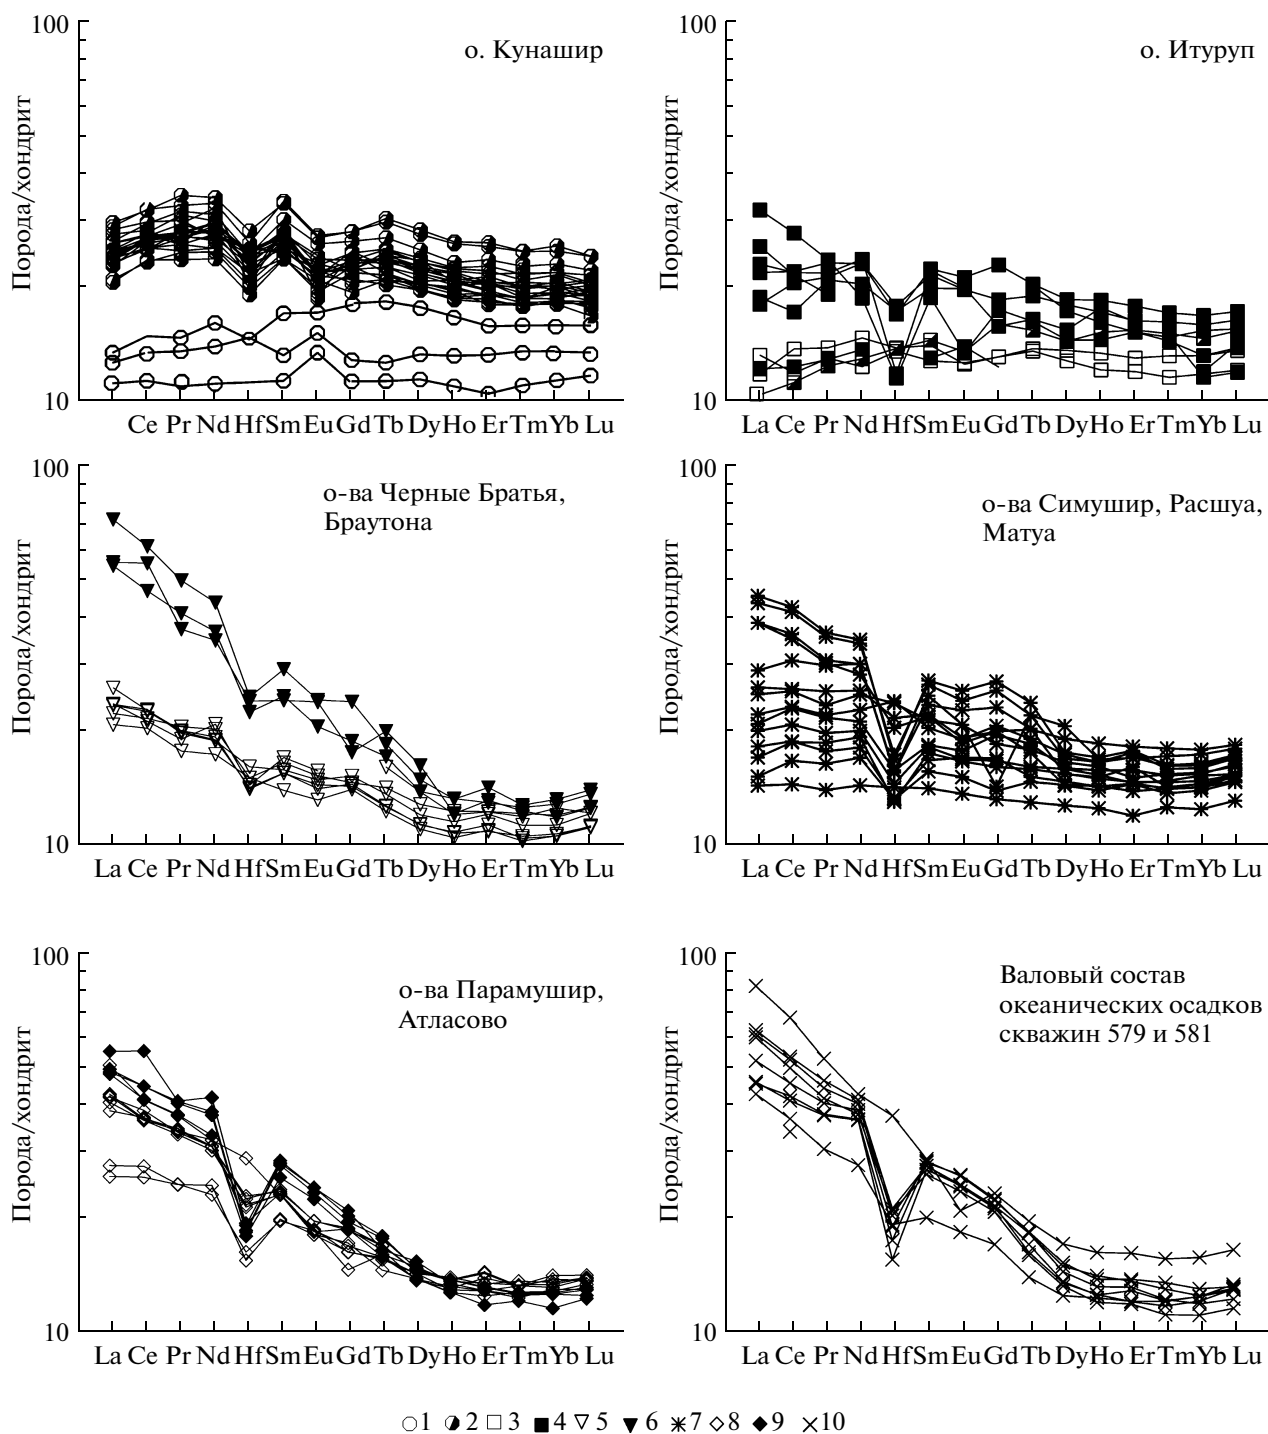 100
о. Кунашир
Порода/хондрит
10
Ce Pr Nd Hf Sm Eu Gd Tb Dy Ho Er Tm Yb Lu
100
о. Итуруп
Порода/хондрит
10
La Ce Pr Nd Hf Sm Eu Gd Tb Dy Ho Er Tm Yb Lu
100
о-ва Черные Братья,
Браутона
Порода/хондрит
10
La Ce Pr Nd Hf Sm Eu Gd Tb Dy Ho Er Tm Yb Lu
100
о-ва Симушир, Расшуа,
Матуа
Порода/хондрит
10
La Ce Pr Nd Hf Sm Eu Gd Tb Dy Ho Er Tm Yb Lu
100
о-ва Парамушир,
Атласово
Порода/хондрит
10
La Ce Pr Nd Hf Sm Eu Gd Tb Dy Ho Er Tm Yb Lu
100
Валовый состав
океанических осадков
скважин 579 и 581
Порода/хондрит
10
La Ce Pr Nd Hf Sm Eu Gd Tb Dy Ho Er Tm Yb Lu
1 2 3 4 5 6 7 8 9 10